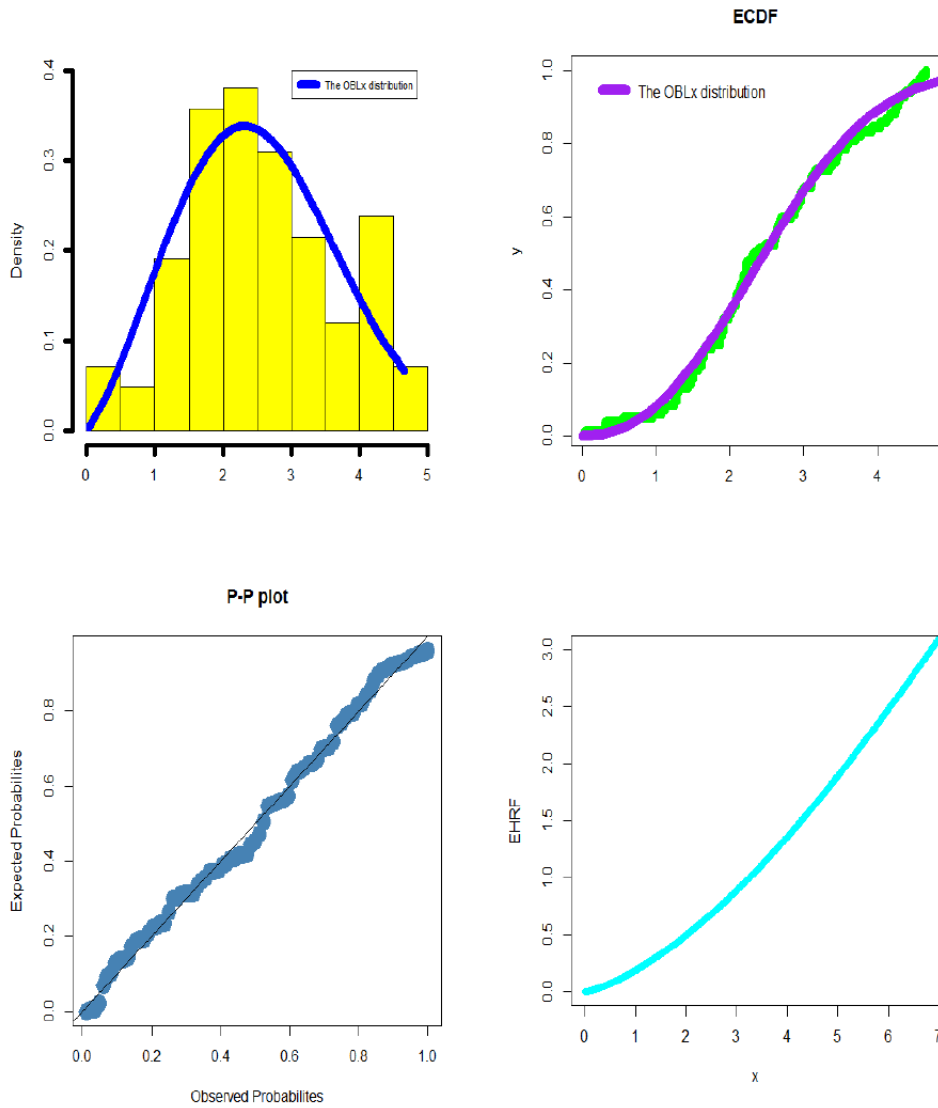 ECDF
The OBLx distribution
Density
0.0 0.1 0.2 0.3 0.4
0 1 2 3 4 5
The OBLx distribution
y
0.0 0.2 0.4 0.6 0.8 1.0
0 1 2 3 4
P-P plot
Expected Probabilites
0.0 0.2 0.4 0.6 0.8
0.0 0.2 0.4 0.6 0.8 1.0
Observed Probabilites
EHRF
0.0 0.5 1.0 1.5 2.0 2.5 3.0
0 1 2 3 4 5 6 7
x